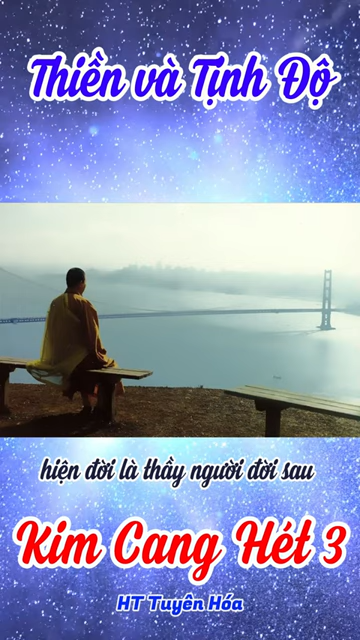 Thiền và Tịnh Độ
hiện đời là thầy người đời sau
Kim Cang Hét 3
HT Tuyên Hóa